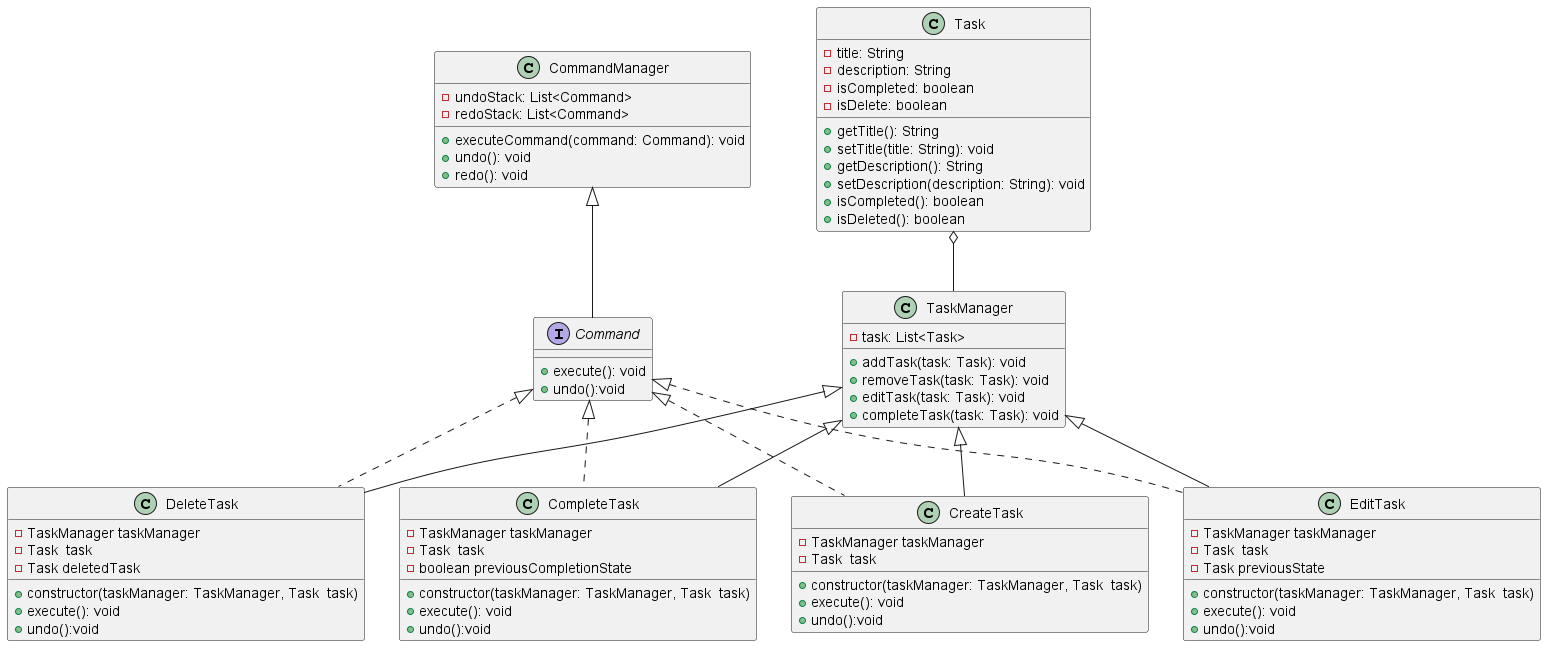 C Task
title: String
description: String
isCompleted: boolean
isDelete: boolean
getTitle(): String
setTitle(title: String): void
getDescription(): String
setDescription(description: String): void
isCompleted(): boolean
isDeleted(): boolean
C CommandManager
undoStack: List<Command>
redoStack: List<Command>
executeCommand(command: Command): void
undo(): void
redo(): void
I Command
execute(): void
undo():void
C TaskManager
task: List<Task>
addTask(task: Task): void
removeTask(task: Task): void
editTask(task: Task): void
completeTask(task: Task): void
C DeleteTask
TaskManager taskManager
Task task
Task deletedTask
constructor(taskManager: TaskManager, Task task)
execute(): void
undo():void
C CompleteTask
TaskManager taskManager
Task task
boolean previousCompletionState
constructor(taskManager: TaskManager, Task task)
execute(): void
undo():void
C CreateTask
TaskManager taskManager
Task task
constructor(taskManager: TaskManager, Task task)
execute(): void
undo():void
C EditTask
TaskManager taskManager
Task task
Task previousState
constructor(taskManager: TaskManager, Task task)
execute(): void
undo():void